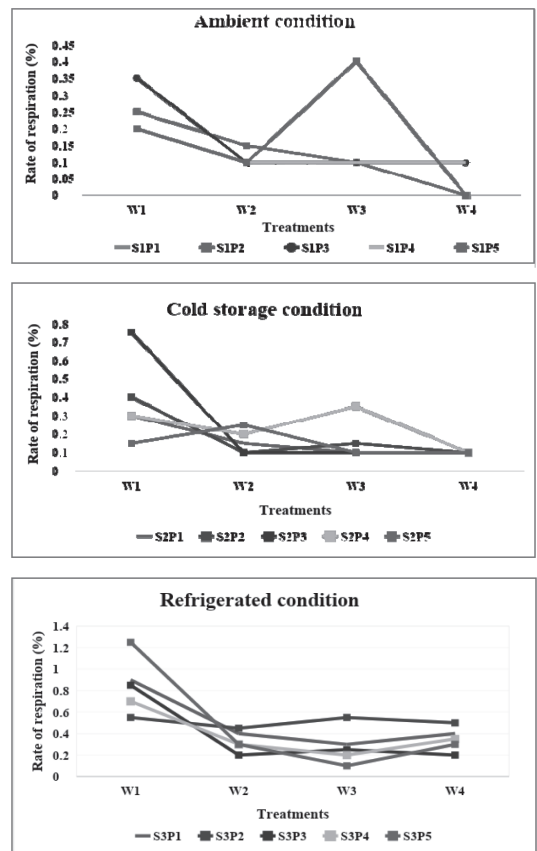 Ambient condition
Rate of respiration (%)
0.45
0.4
0.35
0.3
0.25
0.2
0.15
0.1
0.05
0
W1 W2 W3 W4
Treatments
S1P1 S1P2 S1P3 S1P4 S1P5
Cold storage condition
Rate of respiration (%)
0.8
0.7
0.6
0.5
0.4
0.3
0.2
0.1
0
W1 W2 W3 W4
Treatments
S2P1 S2P2 S2P3 S2P4 S2P5
Refrigerated condition
Rate of respiration (%)
1.4
1.2
1
0.8
0.6
0.4
0.2
0
W1 W2 W3 W4
Treatments
S3P1 S3P2 S3P3 S3P4 S3P5